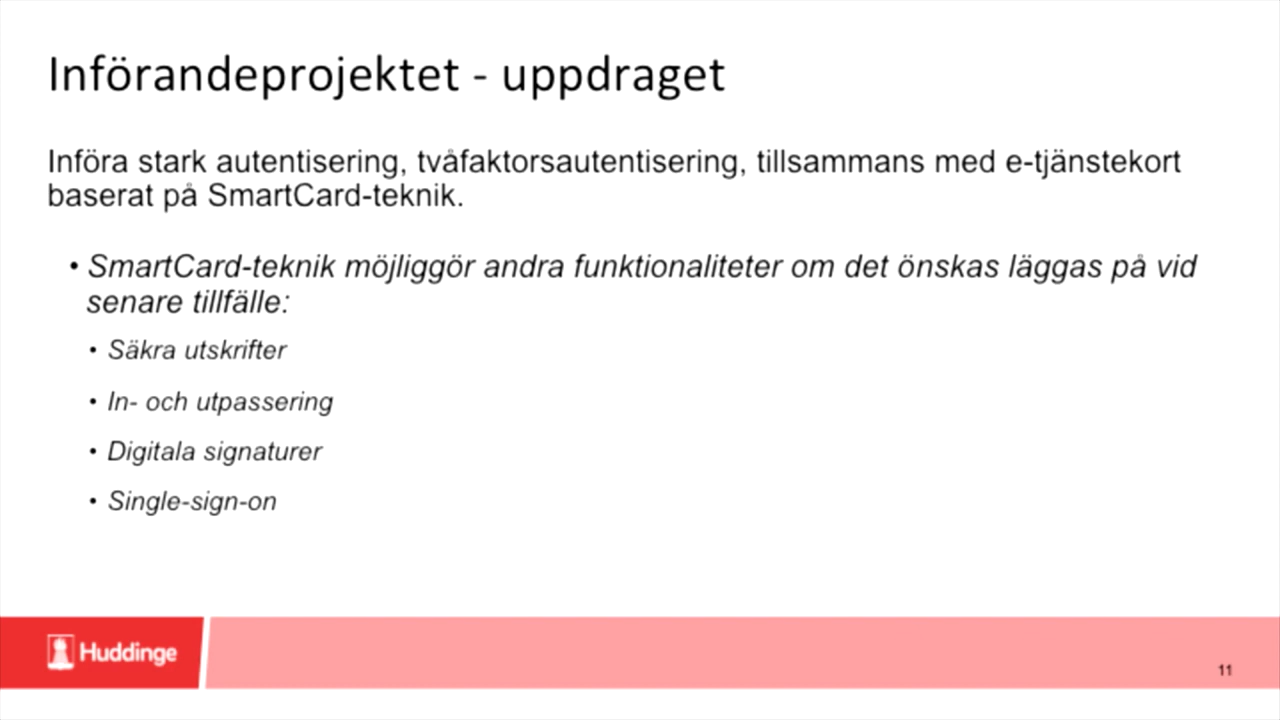 Införandeprojektet - uppdraget
Införa stark autentisering, tvåfaktorsautentisering, tillsammans med e-tjänstekort
baserat på SmartCard-teknik.
• SmartCard-teknik möjliggör andra funktionaliteter om det önskas läggas på vid
senare tillfälle:
• Säkra utskrifter
• In- och utpassering
• Digitala signaturer
• Single-sign-on
Huddinge
11